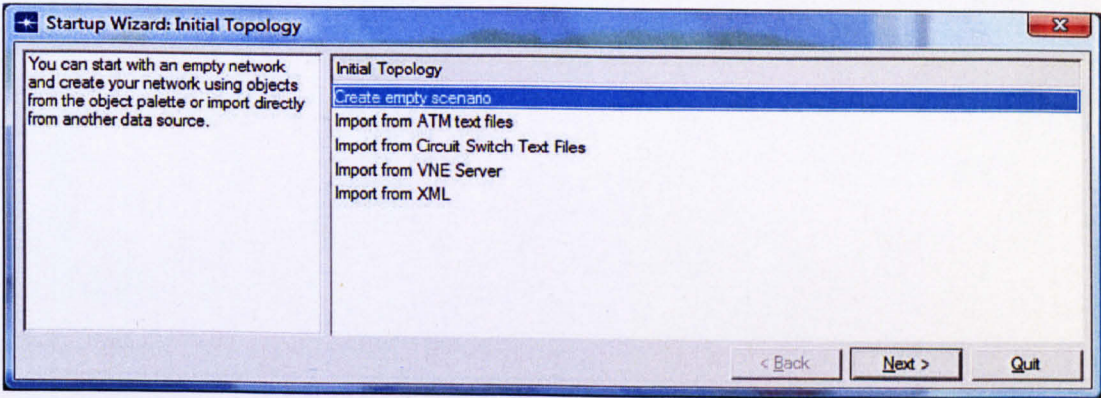 Startup Wizard: Initial Topology
You can start with an empty network
and create your network using objects
from the object palette or import directly
from another data source.
Initial Topology
Create empty scenario
Import from ATM text files
Import from Circuit Switch Text Files
Import from VNE Server
Import from XML
< Back
Next >
Quit